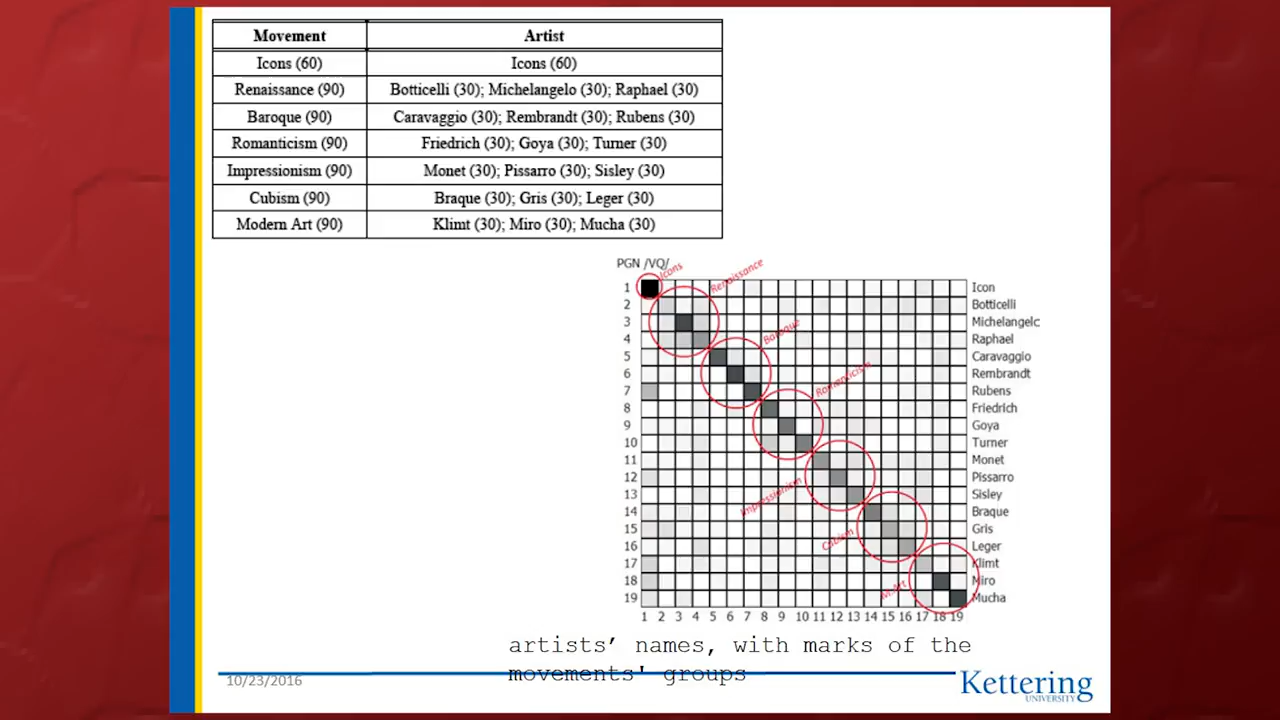 Movement Artist
Icons (60) Icons (60)
Renaissance (90) Botticelli (30); Michelangelo (30); Raphael (30)
Baroque (90) Caravaggio (30); Rembrandt (30); Rubens (30)
Romanticism (90) Friedrich (30); Goya (30); Turner (30)
Impressionism (90) Monet (30); Pissarro (30); Sisley (30)
Cubism (90) Braque (30); Gris (30); Leger (30)
Modern Art (90) Klimt (30); Miro (30); Mucha (30)
PGN /VQ/
Icons
Renaissance
Baroque
Romanticism
Impressionism
Cubism
M.Art
1 Icon
2 Botticelli
3 Michelangelc
4 Raphael
5 Caravaggio
6 Rembrandt
7 Rubens
8 Friedrich
9 Goya
10 Turner
11 Monet
12 Pissarro
13 Sisley
14 Braque
15 Gris
16 Leger
17 Klimt
18 Miro
19 Mucha
1 2 3 4 5 6 7 8 9 10 11 12 13 14 15 16 17 18 19
artists’ names, with marks of the
movements' groups
10/23/2016
Kettering
UNIVERSITY